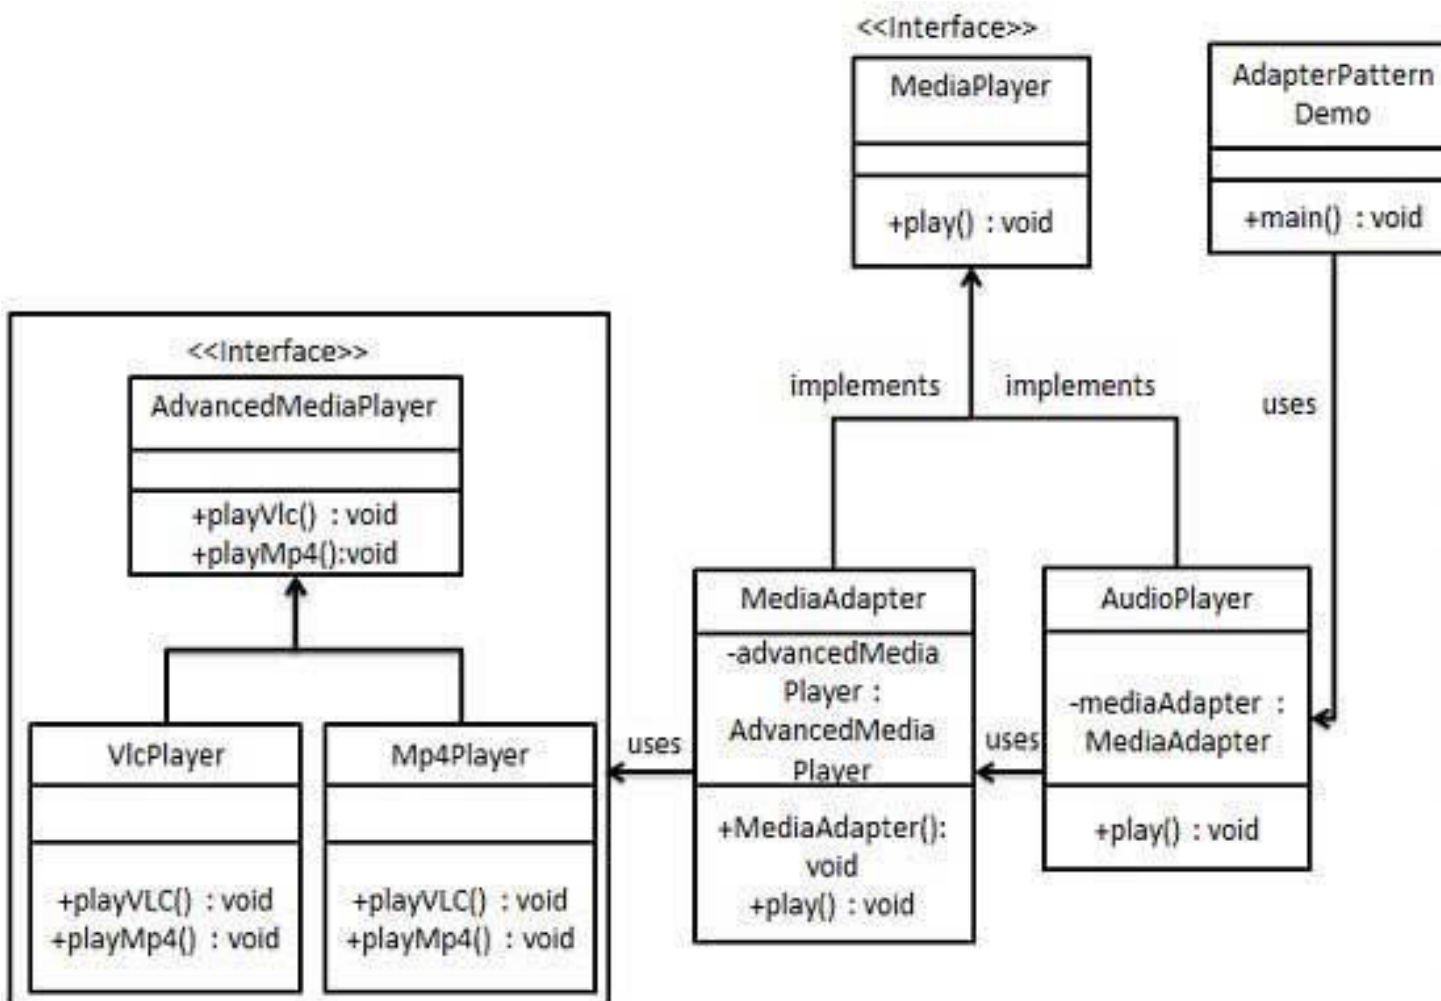 <<Interface>>
MediaPlayer
+play() : void
AdapterPattern
Demo
+main() : void
implements
implements
uses
<<Interface>>
AdvancedMediaPlayer
+playVlc() : void
+playMp4():void
VlcPlayer
+playVLC() : void
+playMp4() : void
Mp4Player
+playVLC() : void
+playMp4() : void
uses
MediaAdapter
-advancedMedia
Player :
AdvancedMedia
Player
+MediaAdapter():
void
+play() : void
uses
AudioPlayer
-mediaAdapter :
MediaAdapter
+play() : void